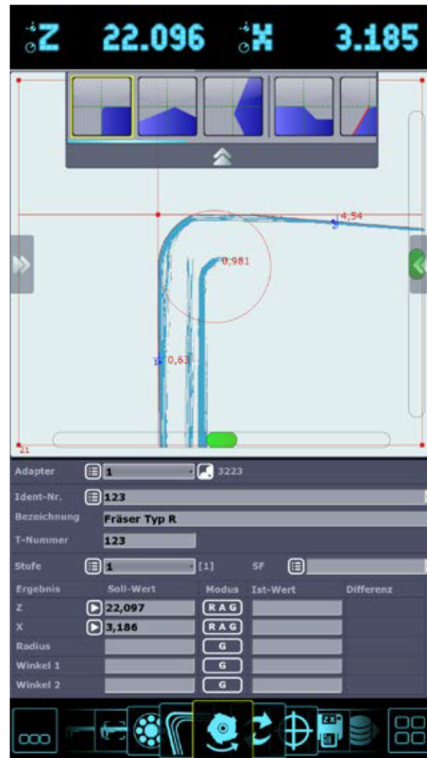 Z 22.096 X 3.185
4,54
0,981
0,63
21
Adapter 1 3223
Ident-Nr. 123
Bezeichnung Fräser Typ R
T-Nummer 123
Stufe 1 [1] SF
Ergebnis Soll-Wert Modus Ist-Wert Differenz
Z 22,097 R A G
X 3,186 R A G
Radius G
Winkel 1 G
Winkel 2 G
ZX